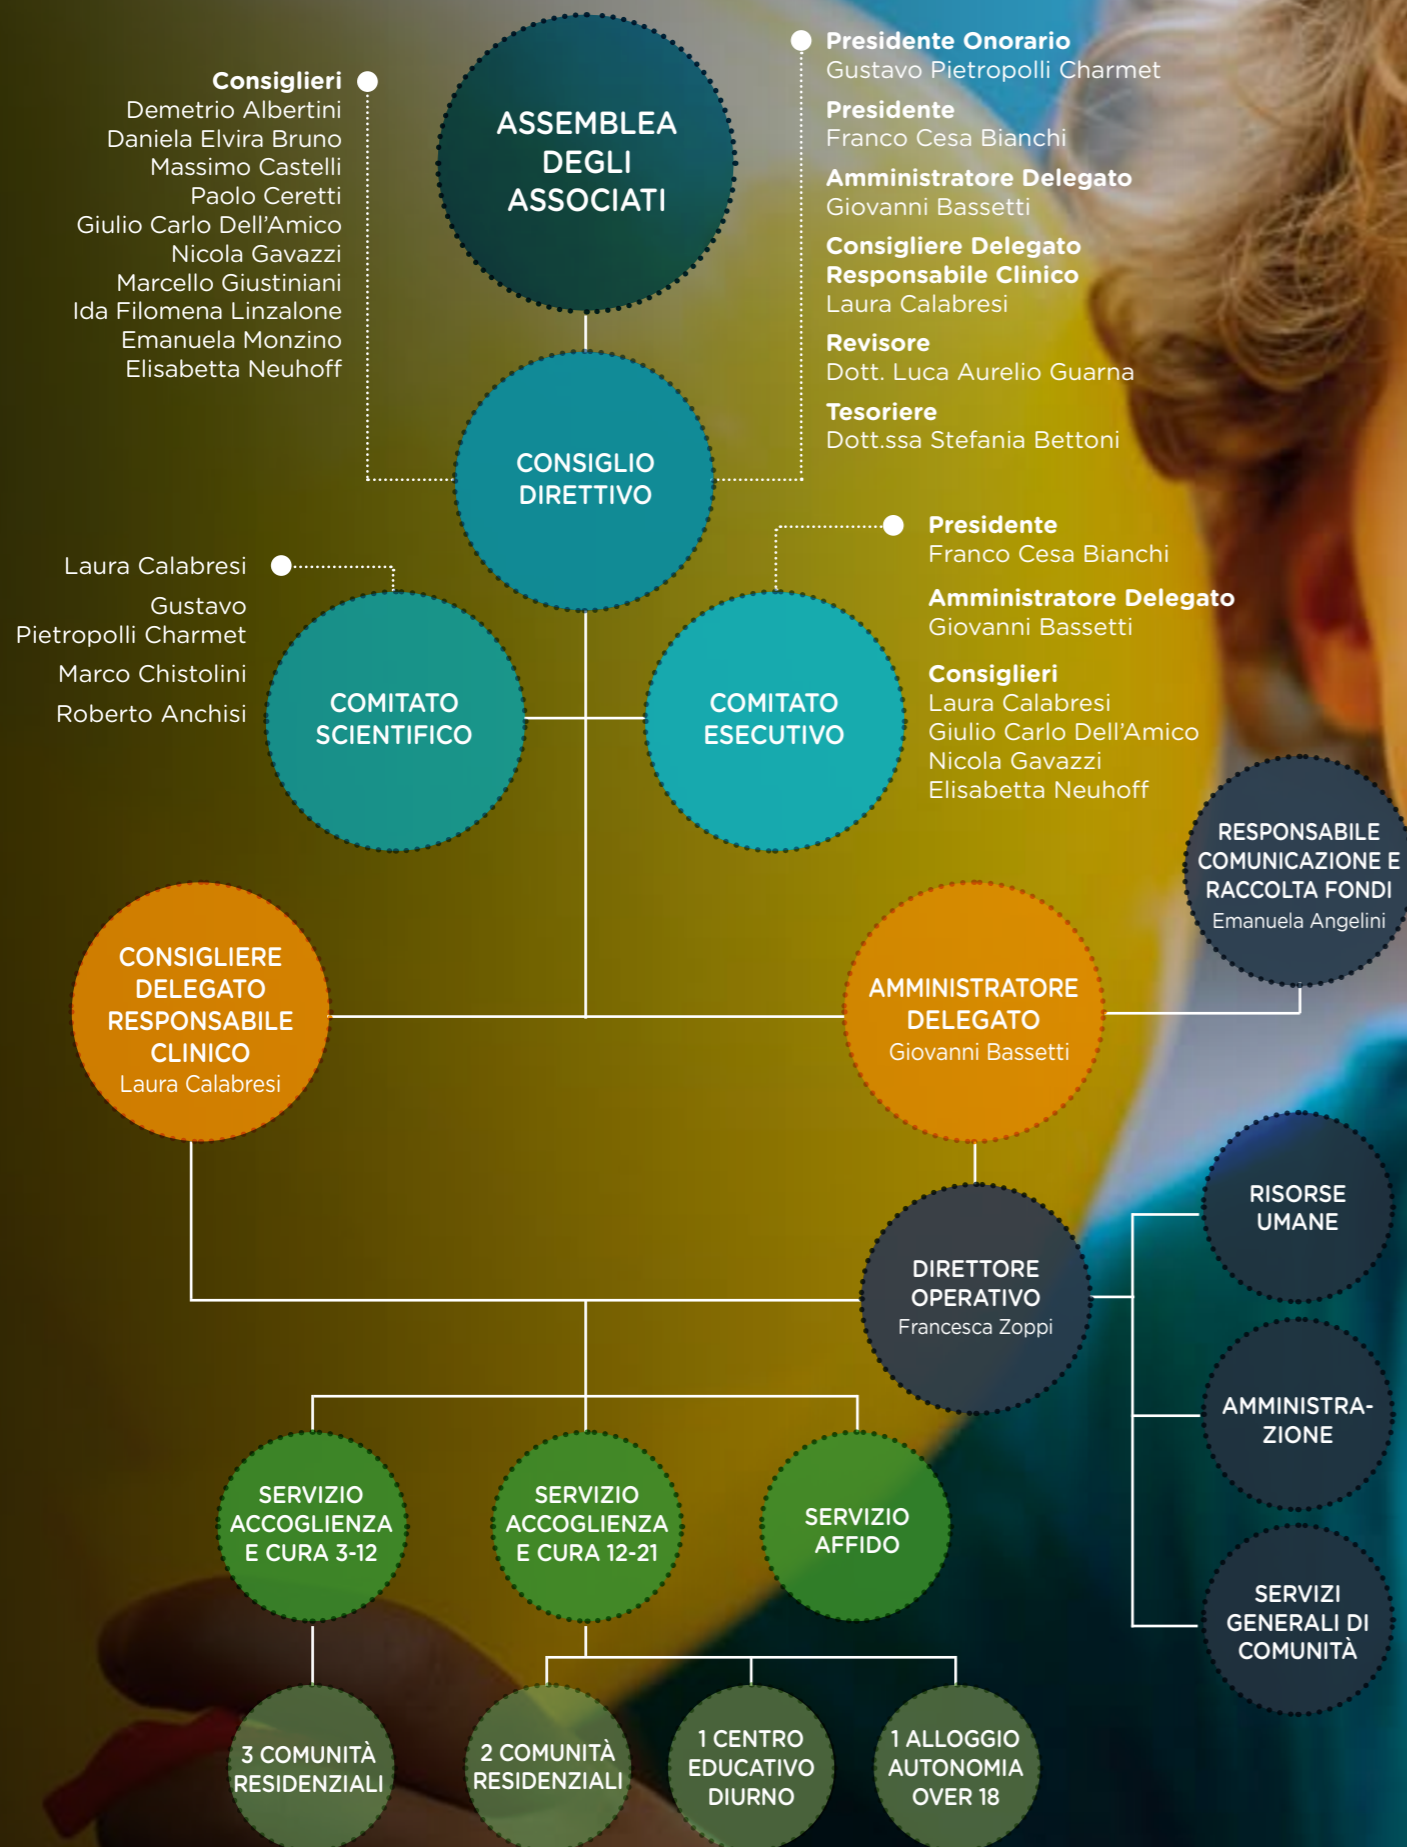 ASSEMBLEA
DEGLI
ASSOCIATI
Consiglieri
Demetrio Albertini
Daniela Elvira Bruno
Massimo Castelli
Paolo Ceretti
Giulio Carlo Dell'Amico
Nicola Gavazzi
Marcello Giustiniani
Ida Filomena Linzalone
Emanuela Monzino
Elisabetta Neuhoff
Presidente Onorario
Gustavo Pietropolli Charmet
Presidente
Franco Cesa Bianchi
Amministratore Delegato
Giovanni Bassetti
Consigliere Delegato
Responsabile Clinico
Laura Calabresi
Revisore
Dott. Luca Aurelio Guarna
Tesoriere
Dott.ssa Stefania Bettoni
CONSIGLIO
DIRETTIVO
Laura Calabresi
Gustavo
Pietropolli Charmet
Marco Chistolini
Roberto Anchisi
COMITATO
SCIENTIFICO
COMITATO
ESECUTIVO
Presidente
Franco Cesa Bianchi
Amministratore Delegato
Giovanni Bassetti
Consiglieri
Laura Calabresi
Giulio Carlo Dell'Amico
Nicola Gavazzi
Elisabetta Neuhoff
RESPONSABILE
COMUNICAZIONE E
RACCOLTA FONDI
Emanuela Angelini
CONSIGLIERE
DELEGATO
RESPONSABILE
CLINICO
Laura Calabresi
AMMINISTRATORE
DELEGATO
Giovanni Bassetti
DIRETTORE
OPERATIVO
Francesca Zoppi
RISORSE
UMANE
AMMINISTRA-
ZIONE
SERVIZI
GENERALI DI
COMUNITÀ
SERVIZIO
ACCOGLIENZA
E CURA 3-12
SERVIZIO
ACCOGLIENZA
E CURA 12-21
SERVIZIO
AFFIDO
3 COMUNITÀ
RESIDENZIALI
2 COMUNITÀ
RESIDENZIALI
1 CENTRO
EDUCATIVO
DIURNO
1 ALLOGGIO
AUTONOMIA
OVER 18